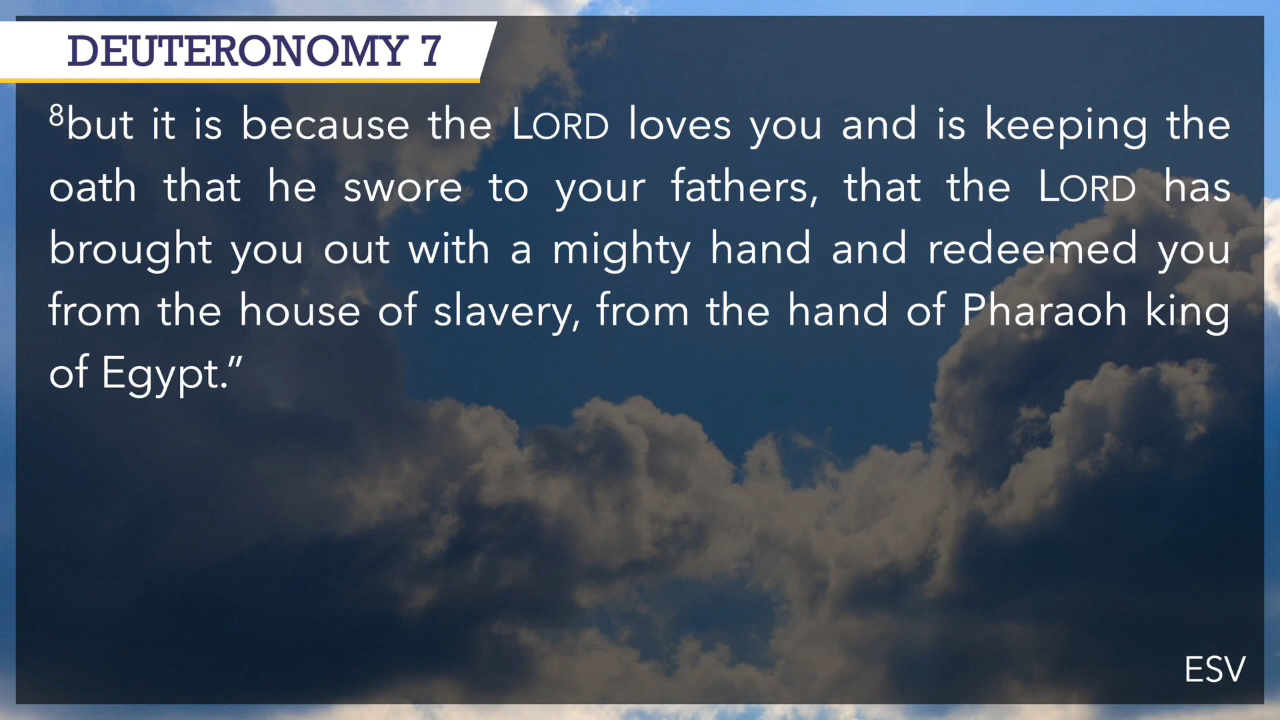 DEUTERONOMY 7
⁸but it is because the LORD loves you and is keeping the
oath that he swore to your fathers, that the LORD has
brought you out with a mighty hand and redeemed you
from the house of slavery, from the hand of Pharaoh king
of Egypt.”
ESV